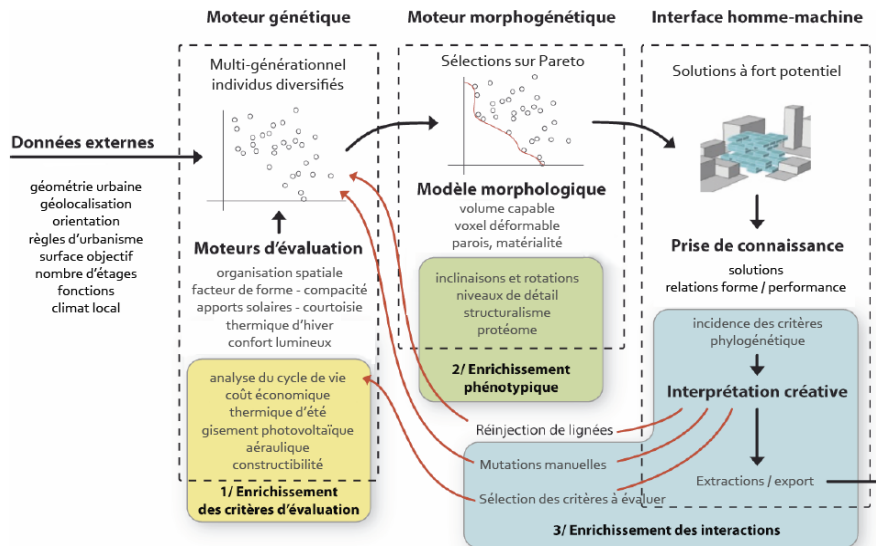 Moteur génétique
Moteur morphogénétique
Interface homme-machine
Multi-générationnel
individus diversifiés
Sélections sur Pareto
Solutions à fort potentiel
Données externes
géométrie urbaine
géolocalisation
orientation
règles d'urbanisme
surface objectif
nombre d'étages
fonctions
climat local
Moteurs d'évaluation
organisation spatiale
facteur de forme - compacité
apports solaires - courtoisie
thermique d'hiver
confort lumineux
analyse du cycle de vie
coût économique
thermique d'été
gisement photovoltaïque
aéraulique
constructibilité
1/ Enrichissement
des critères d'évaluation
Modèle morphologique
volume capable
voxel déformable
parois, matérialité
inclinaisons et rotations
niveaux de détail
structuralisme
protéome
2/ Enrichissement
phénotypique
Prise de connaissance
solutions
relations forme / performance
incidence des critères
phylogénétique
Interprétation créative
Réinjection de lignées
Mutations manuelles
Sélection des critères à évaluer
Extractions / export
3/ Enrichissement des interactions